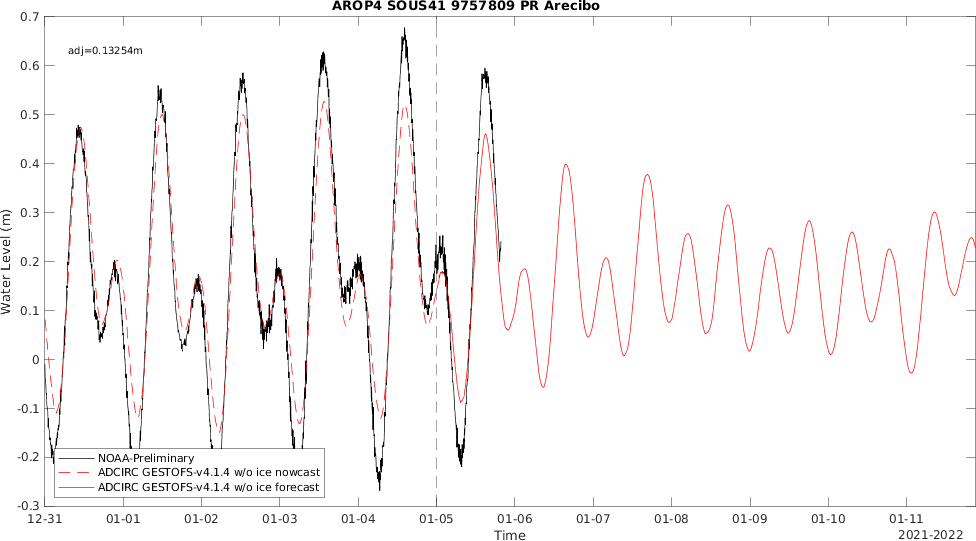 AROP4 SOUS41 9757809 PR Arecibo
adj=0.13254m
0.7
0.6
0.5
0.4
0.3
0.2
0.1
0
-0.1
-0.2
-0.3
Water Level (m)
NOAA-Preliminary
ADCIRC GESTOFS-v4.1.4 w/o ice nowcast
ADCIRC GESTOFS-v4.1.4 w/o ice forecast
12-31 01-01 01-02 01-03 01-04 01-05 01-06 01-07 01-08 01-09 01-10 01-11
Time
2021-2022